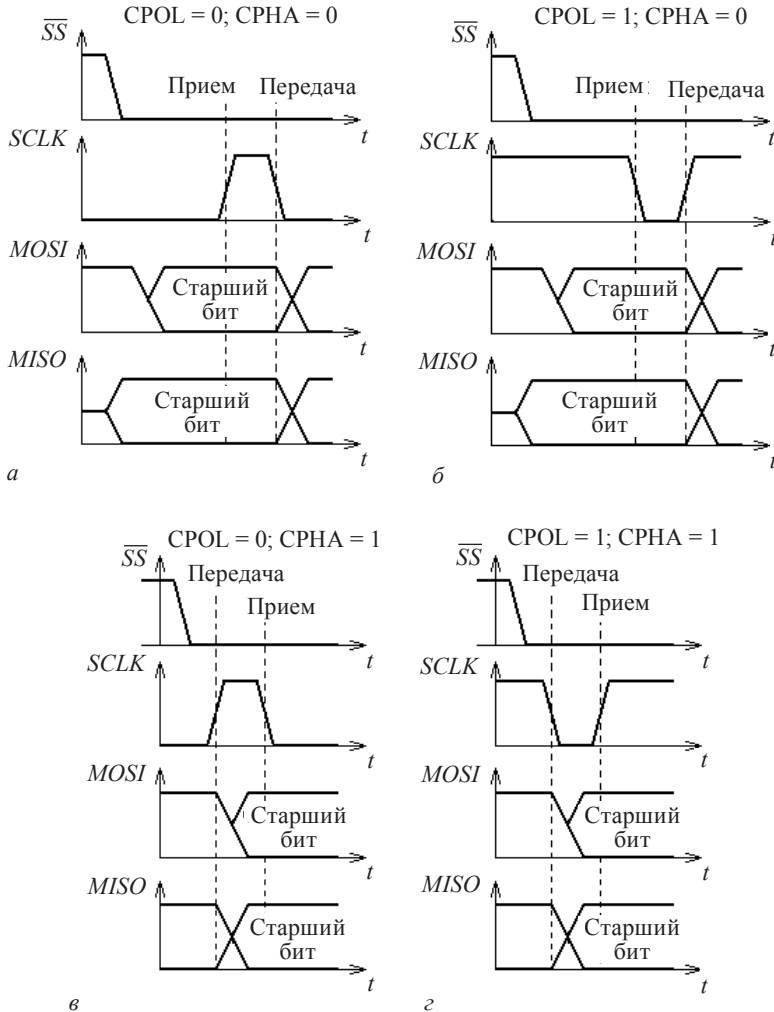 CPOL = 0; CPHA = 0
SS
Прием
Передача
t
SCLK
t
MOSI
Старший
бит
t
MISO
Старший
бит
t
а
CPOL = 1; CPHA = 0
SS
Прием
Передача
t
SCLK
t
MOSI
Старший
бит
t
MISO
Старший
бит
t
б
CPOL = 0; CPHA = 1
SS
Передача
Прием
t
SCLK
t
MOSI
Старший
бит
t
MISO
Старший
бит
t
в
CPOL = 1; CPHA = 1
SS
Передача
Прием
t
SCLK
t
MOSI
Старший
бит
t
MISO
Старший
бит
t
г